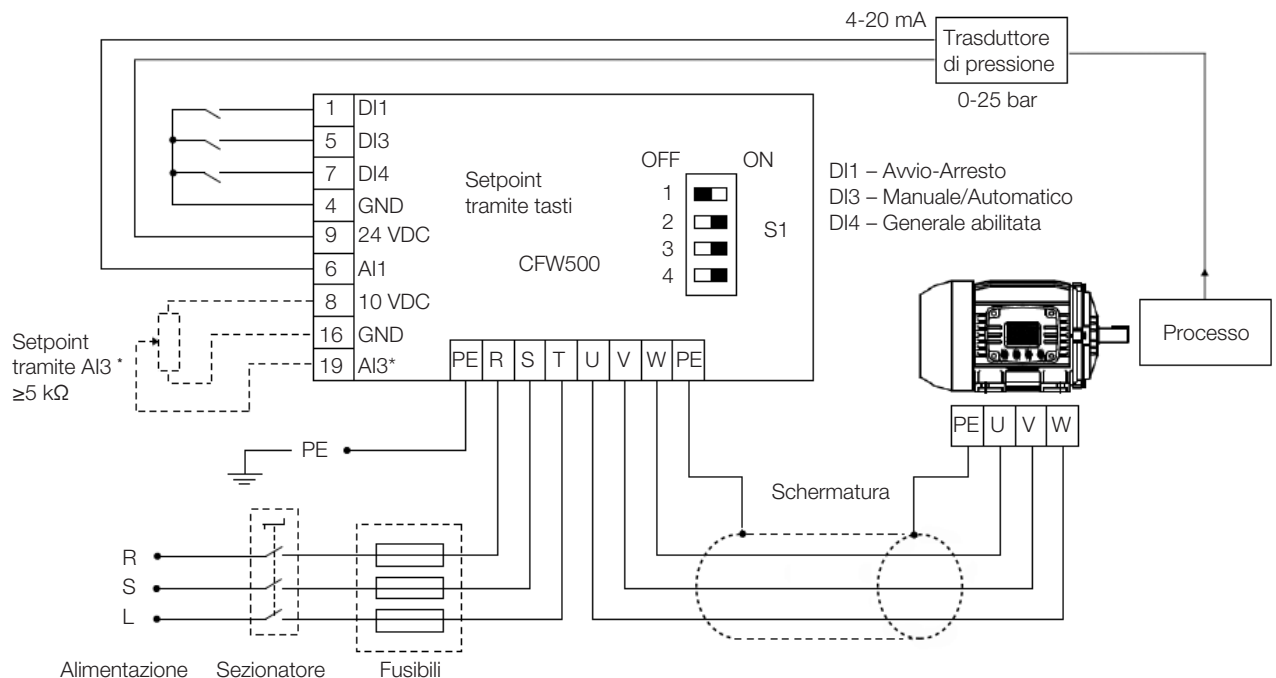 4-20 mA
Trasduttore
di pressione
0-25 bar
1 DI1
5 DI3
7 DI4
4 GND
9 24 VDC
6 AI1
8 10 VDC
16 GND
19 AI3*
Setpoint
tramite tasti
CFW500
OFF ON
1
2
3
4
S1
DI1 – Avvio-Arresto
DI3 – Manuale/Automatico
DI4 – Generale abilitata
Processo
Setpoint
tramite AI3 *
≥5 kΩ
PE R S T U V W PE
PE U V W
PE
Schermatura
R
S
L
Alimentazione Sezionatore Fusibili